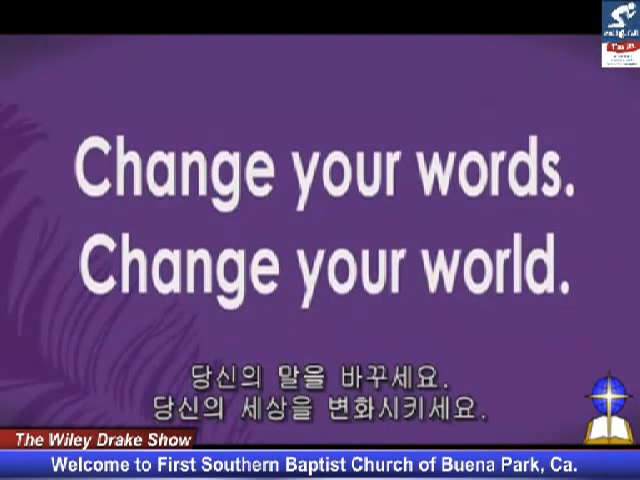 Change your words.
Change your world.
당신의 말을 바꾸세요.
당신의 세상을 변화시키세요.
The Wiley Drake Show
Welcome to First Southern Baptist Church of Buena Park, Ca.